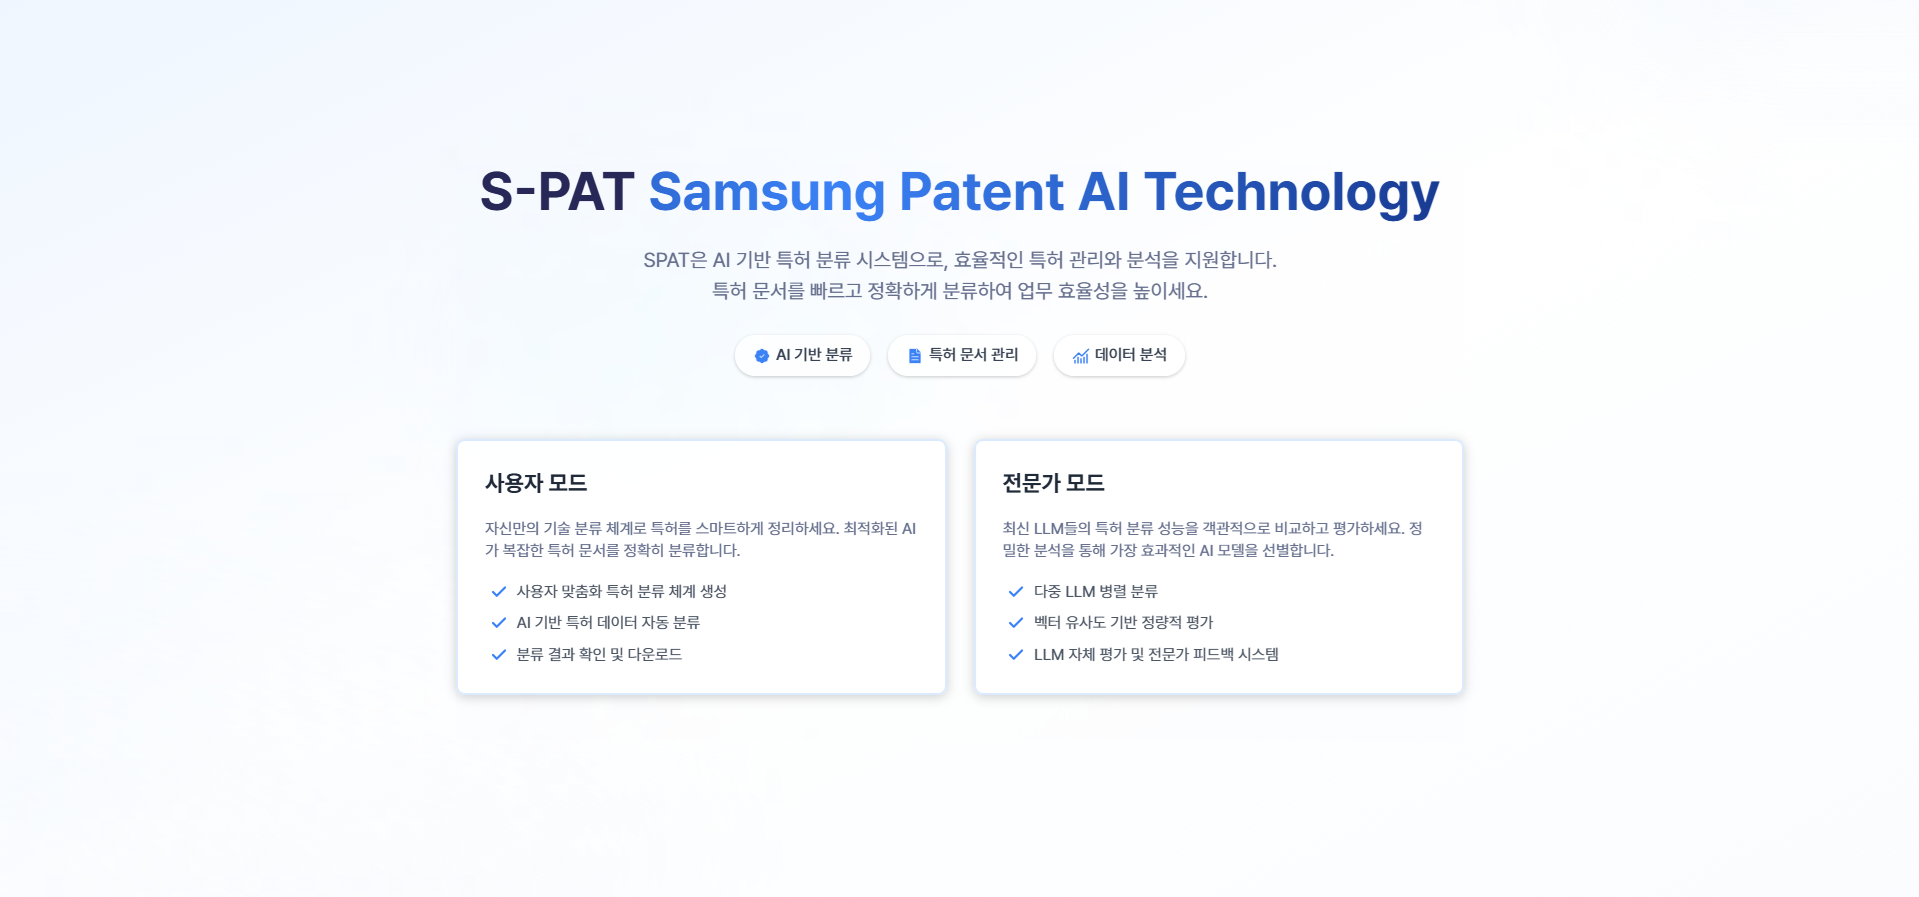 S-PAT Samsung Patent AI Technology
SPAT은 AI 기반 특허 분류 시스템으로, 효율적인 특허 관리와 분석을 지원합니다.
특허 문서를 빠르고 정확하게 분류하여 업무 효율성을 높이세요.
AI 기반 분류
특허 문서 관리
데이터 분석
사용자 모드
자신만의 기술 분류 체계로 특허를 스마트하게 정리하세요. 최적화된 AI
가 복잡한 특허 문서를 정확히 분류합니다.
사용자 맞춤화 특허 분류 체계 생성
AI 기반 특허 데이터 자동 분류
분류 결과 확인 및 다운로드
전문가 모드
최신 LLM들의 특허 분류 성능을 객관적으로 비교하고 평가하세요. 정
밀한 분석을 통해 가장 효과적인 AI 모델을 선별합니다.
다중 LLM 병렬 분류
벡터 유사도 기반 정량적 평가
LLM 자체 평가 및 전문가 피드백 시스템